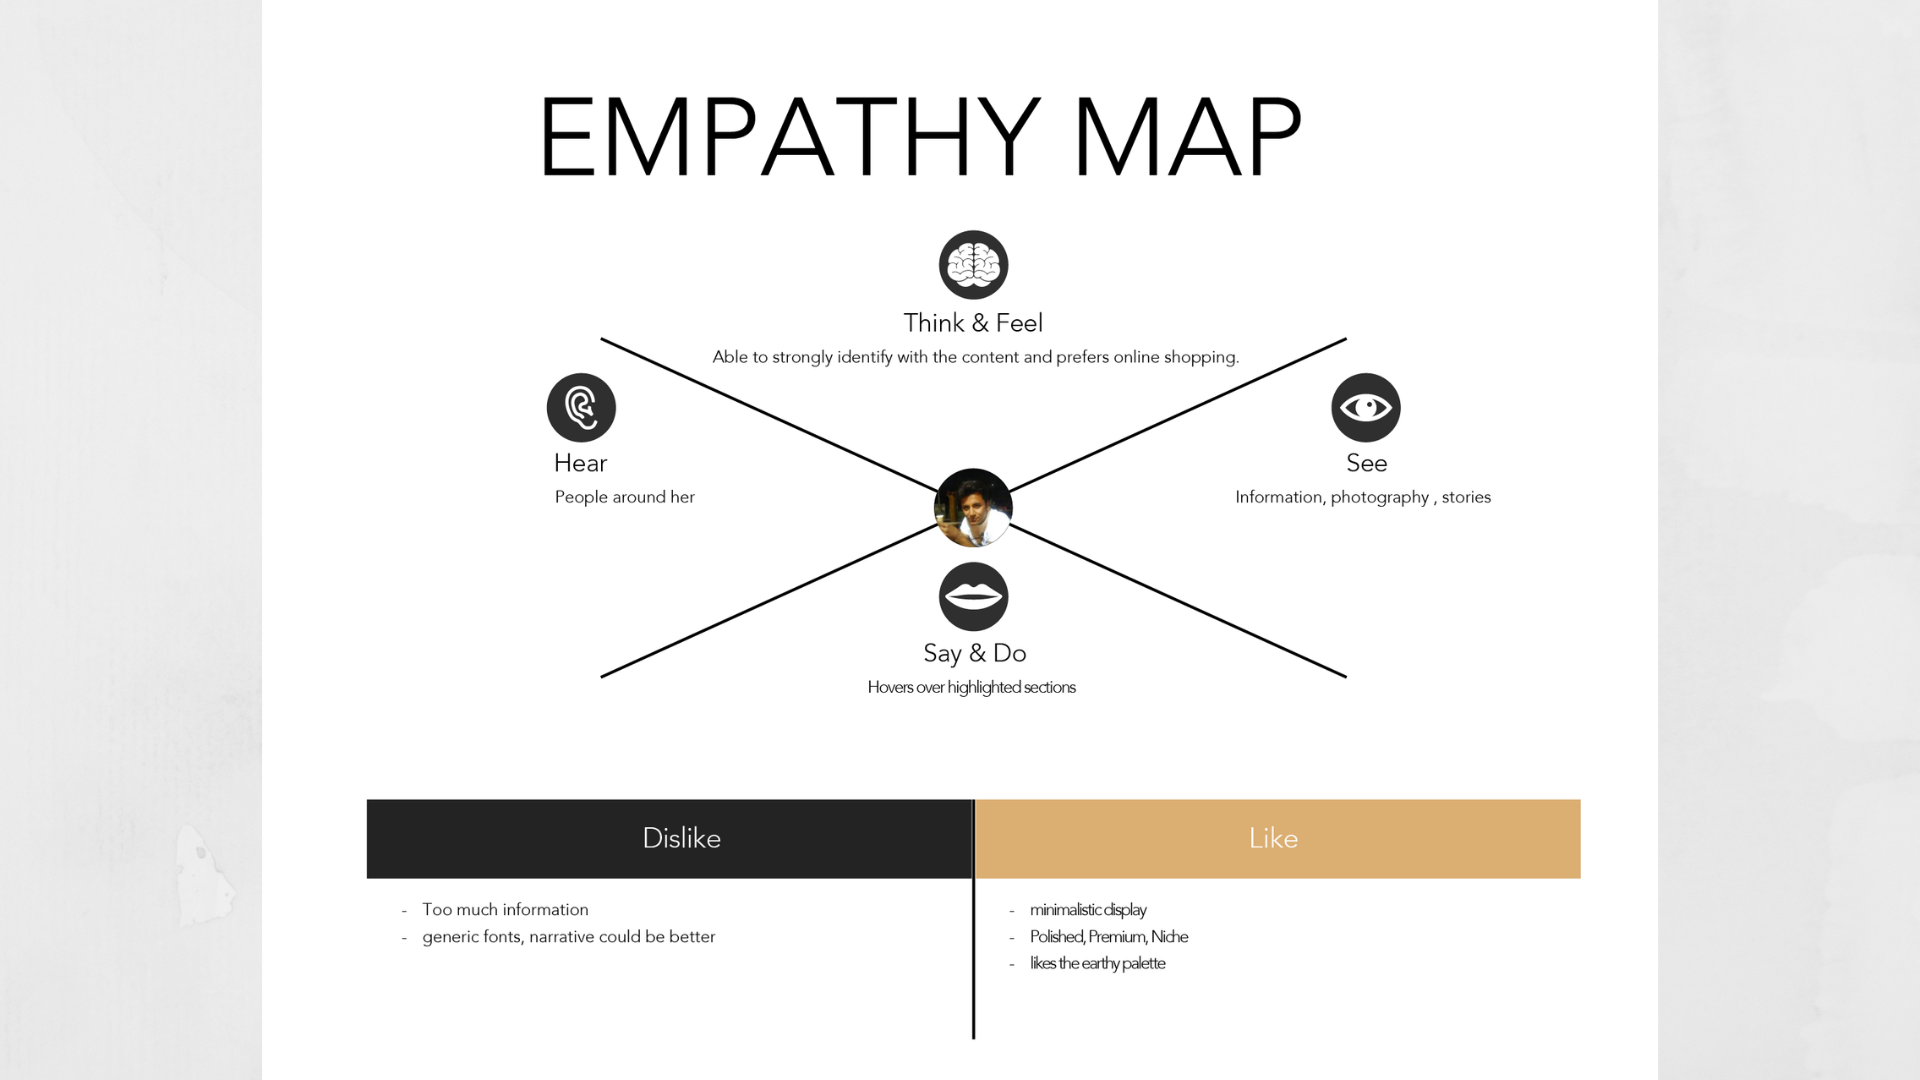 EMPATHY MAP
Think & Feel
Able to strongly identify with the content and prefers online shopping.
Hear
People around her
See
Information, photography , stories
Say & Do
Hovers over highlighted sections
Dislike
- Too much information
- generic fonts, narrative could be better
Like
- minimalistic display
- Polished, Premium, Niche
- likes the earthy palette